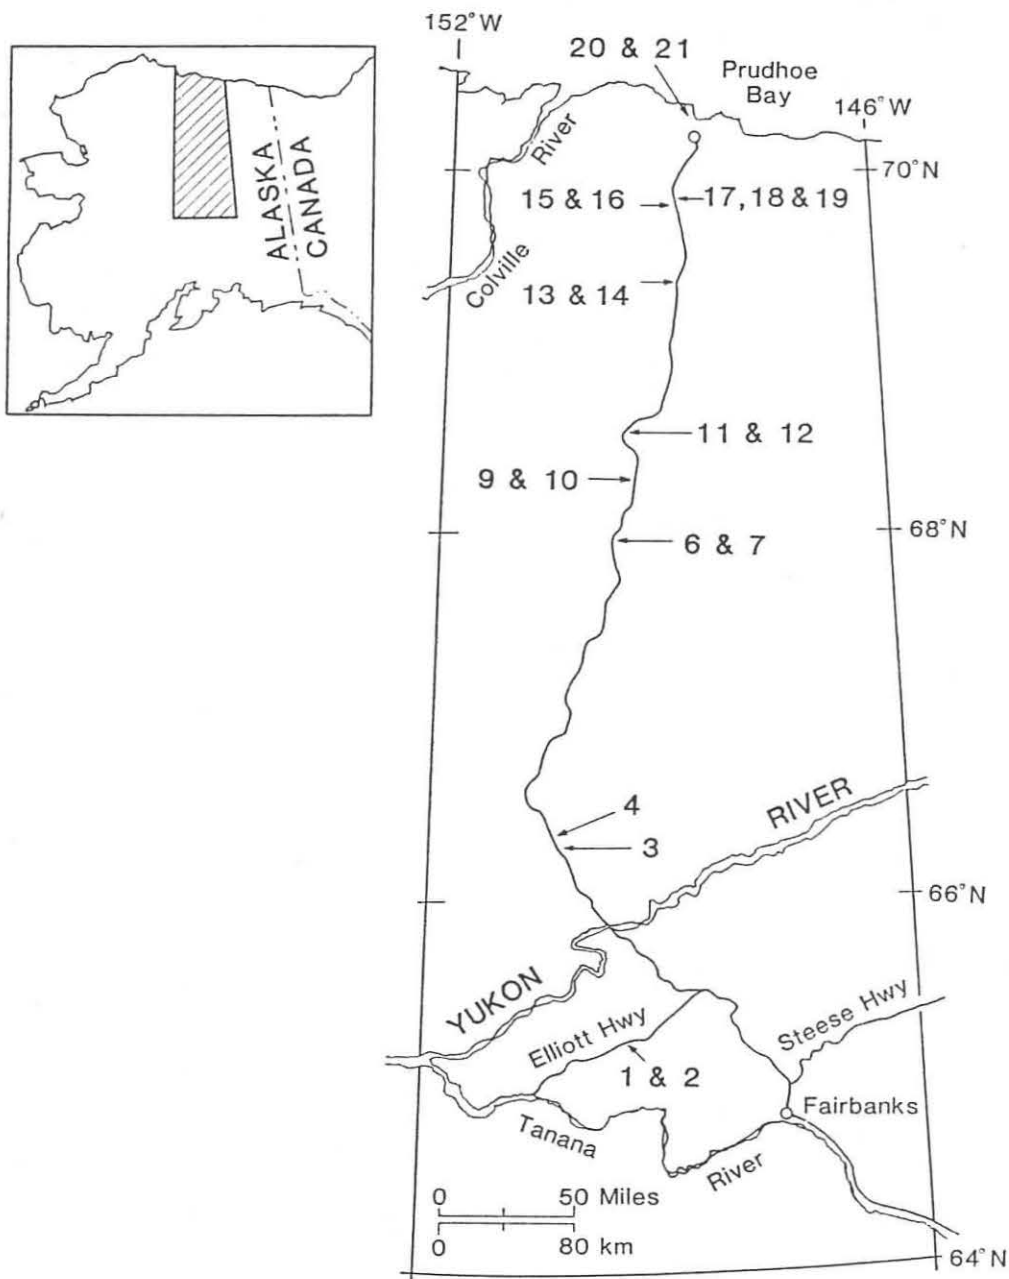 152°W
20 & 21
Prudhoe
Bay
146°W
River
70°N
ALASKA
CANADA
15 & 16
17, 18 & 19
Colville
13 & 14
11 & 12
9 & 10
68°N
6 & 7
4
RIVER
3
66°N
YUKON
Elliott Hwy
Steese Hwy
1 & 2
Fairbanks
Tanana
River
0 50 Miles
0 80 km
64°N